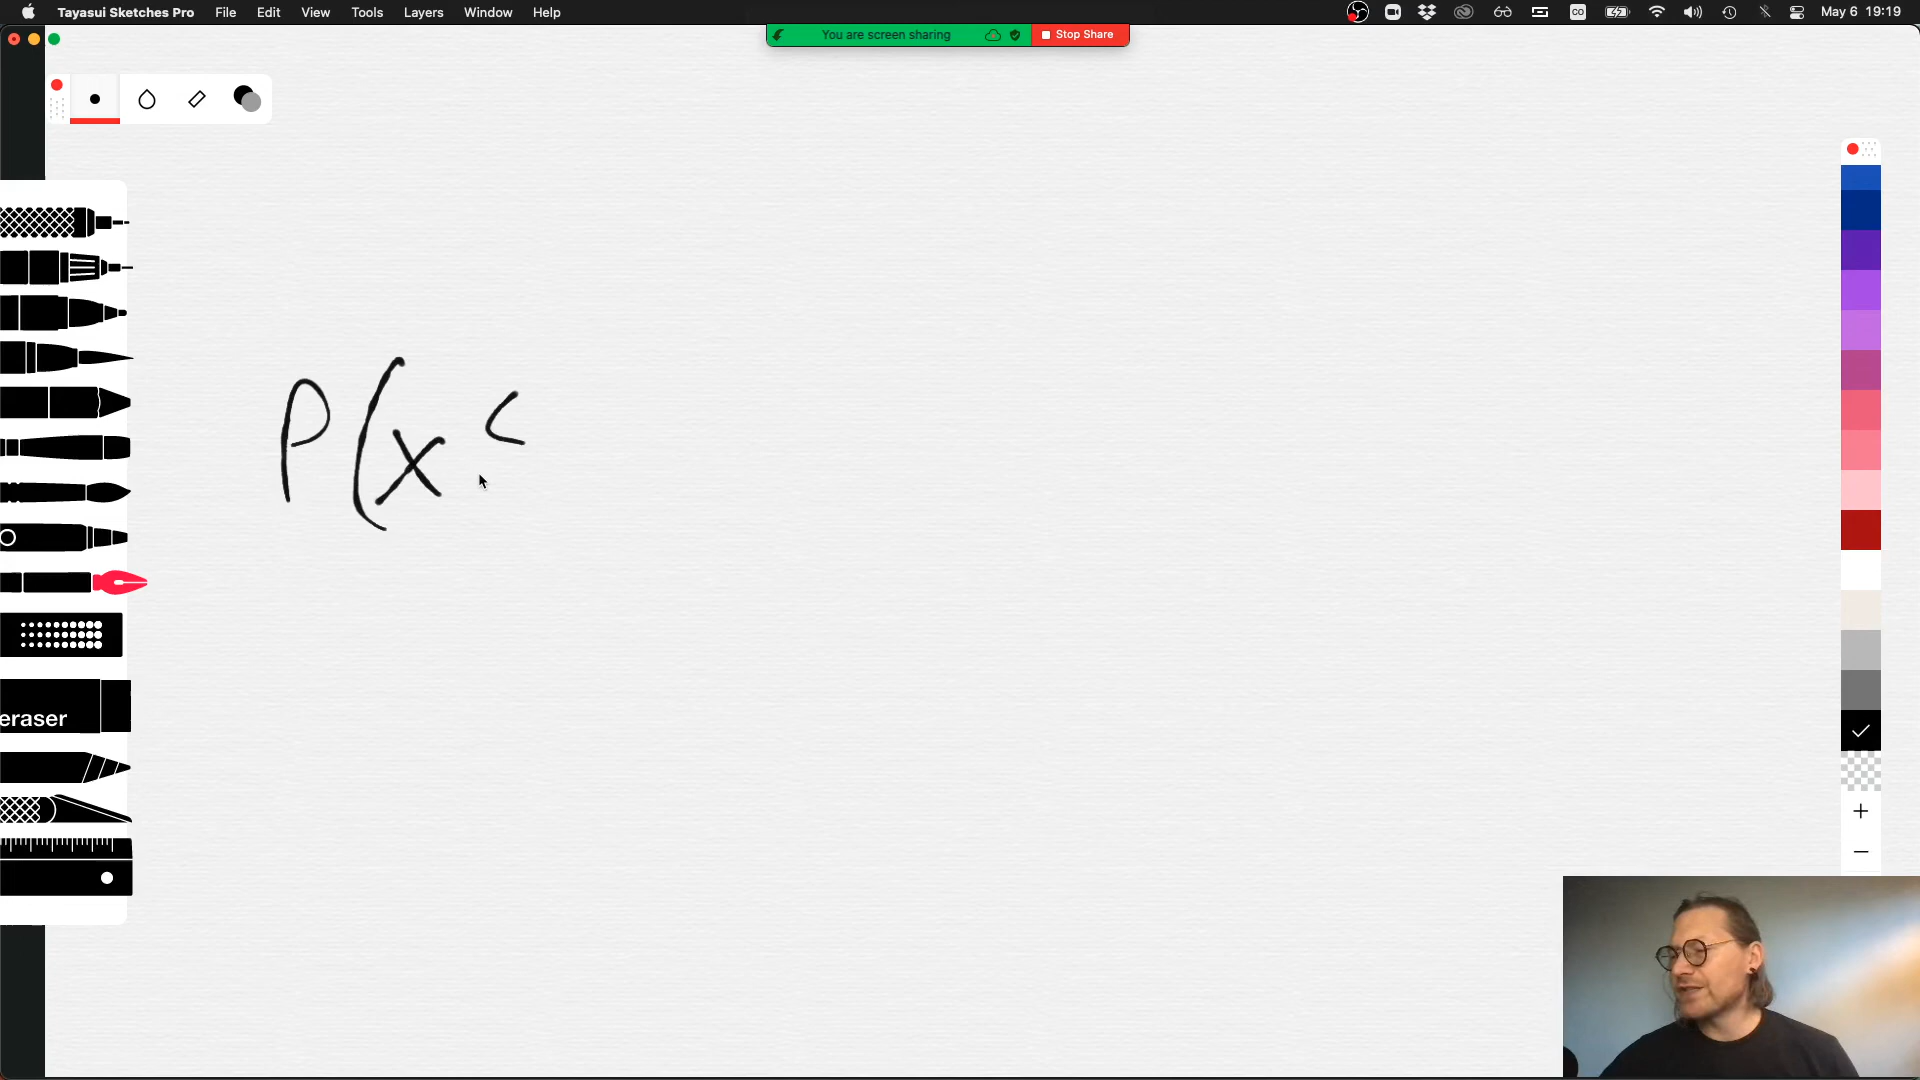 Tayasui Sketches Pro File Edit View Tools Layers Window Help May 6 19:19
You are screen sharing Stop Share
P(x <
eraser